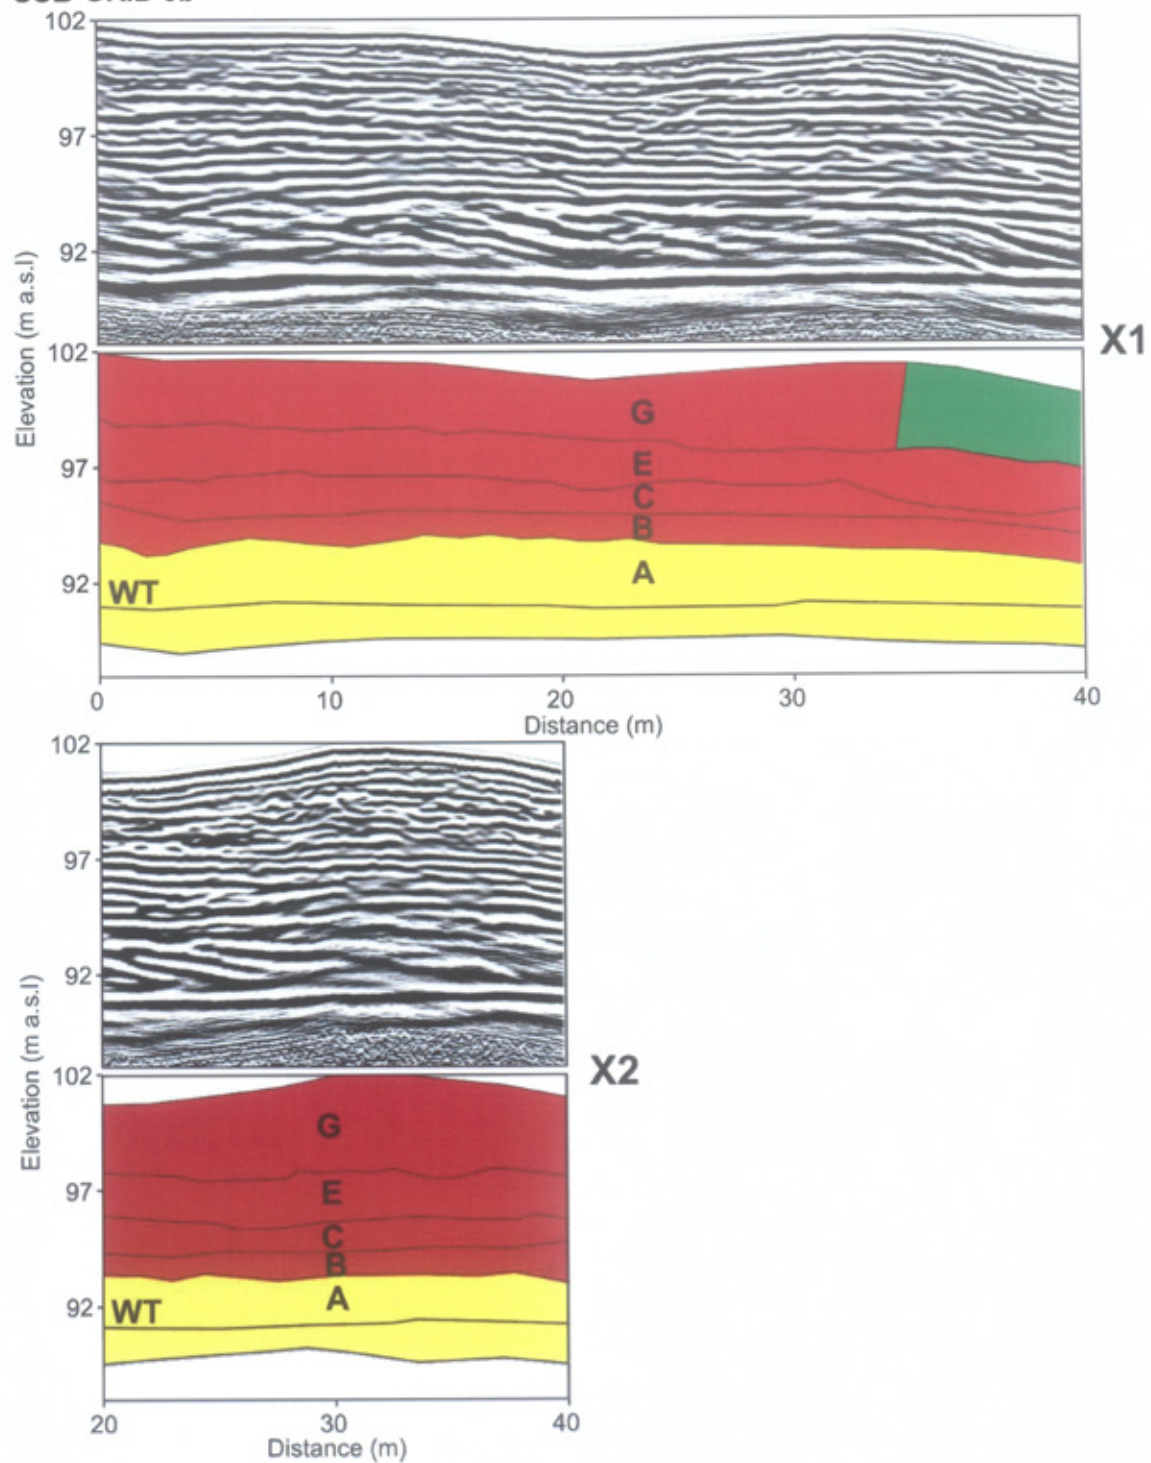 102
97
92
Elevation (m a.s.l)
X1
102
G
97
E
C
B
A
92
WT
0
10
20
30
40
Distance (m)
102
97
92
Elevation (m a.s.l)
X2
102
G
97
E
C
B
A
92
WT
20
30
40
Distance (m)